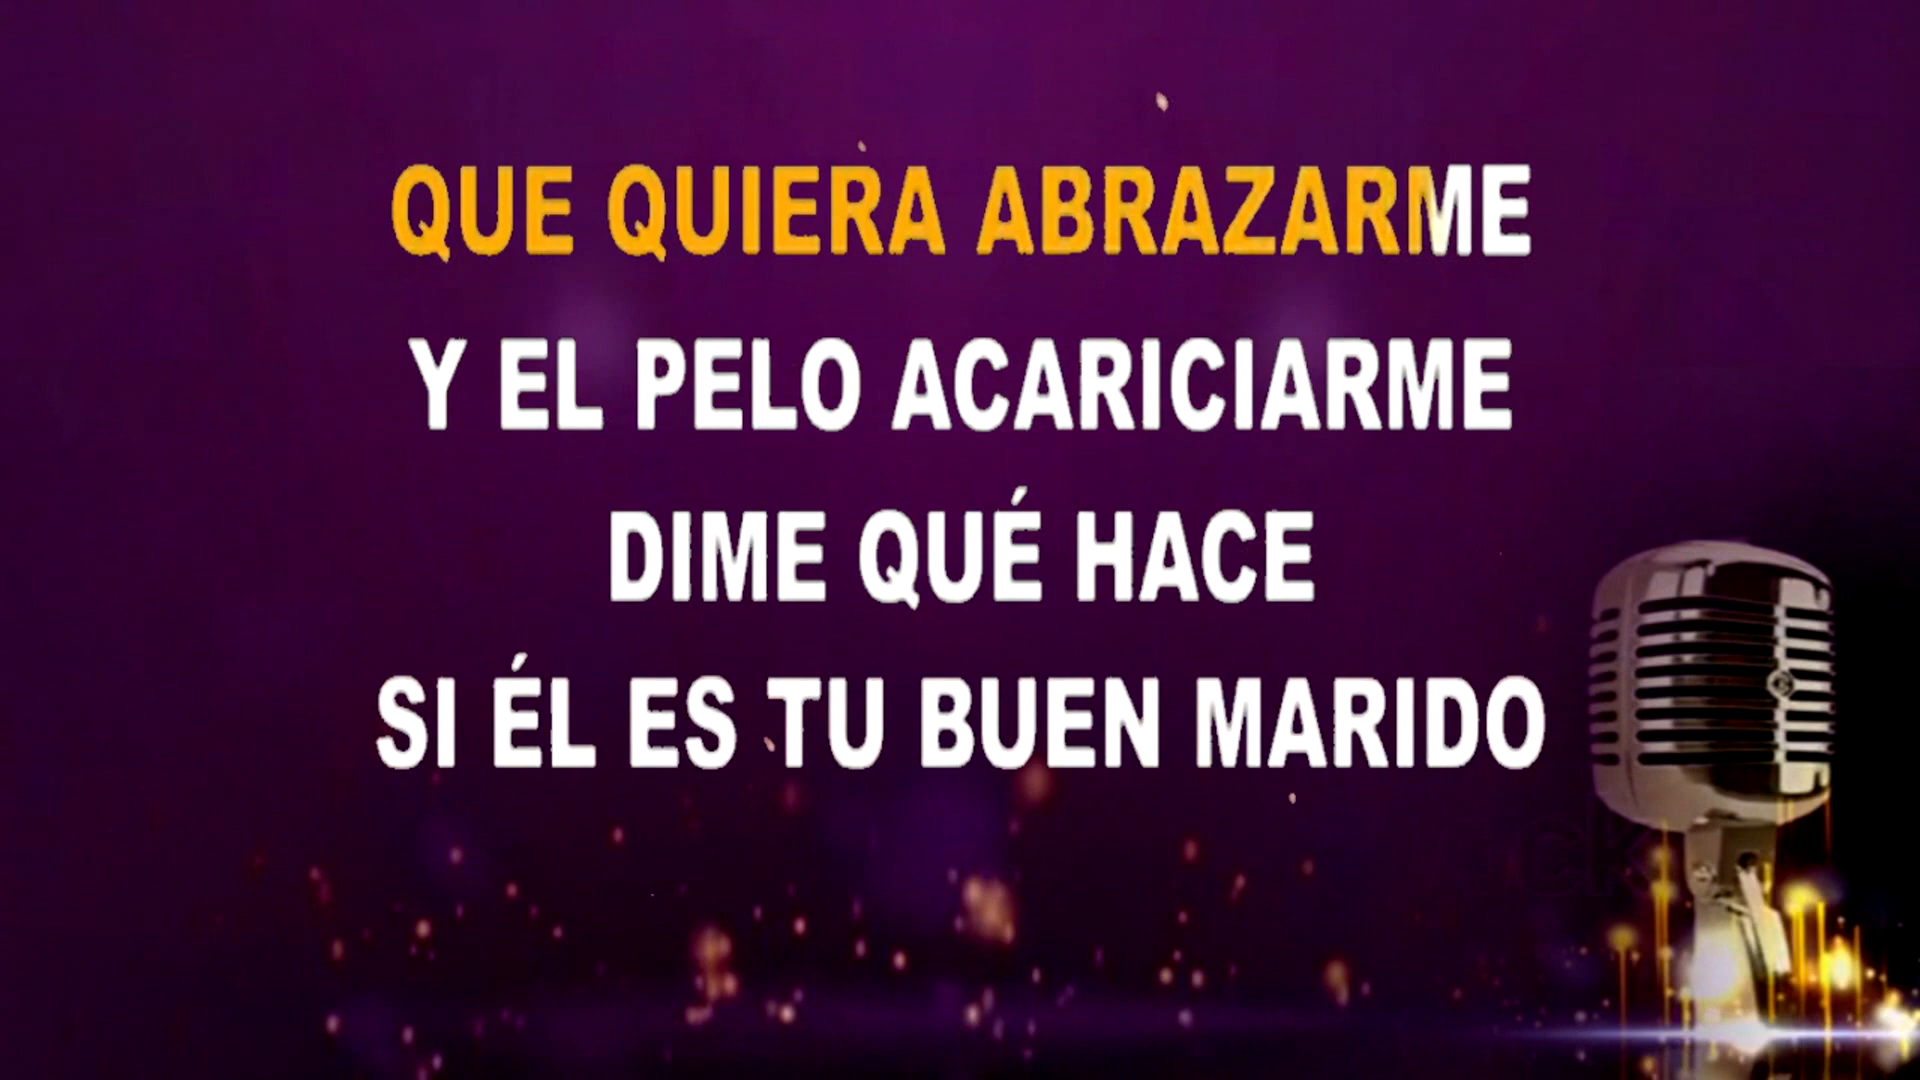 QUE QUIERA ABRAZARME
Y EL PELO ACARICIARME
DIME QUÉ HACE
SI ÉL ES TU BUEN MARIDO